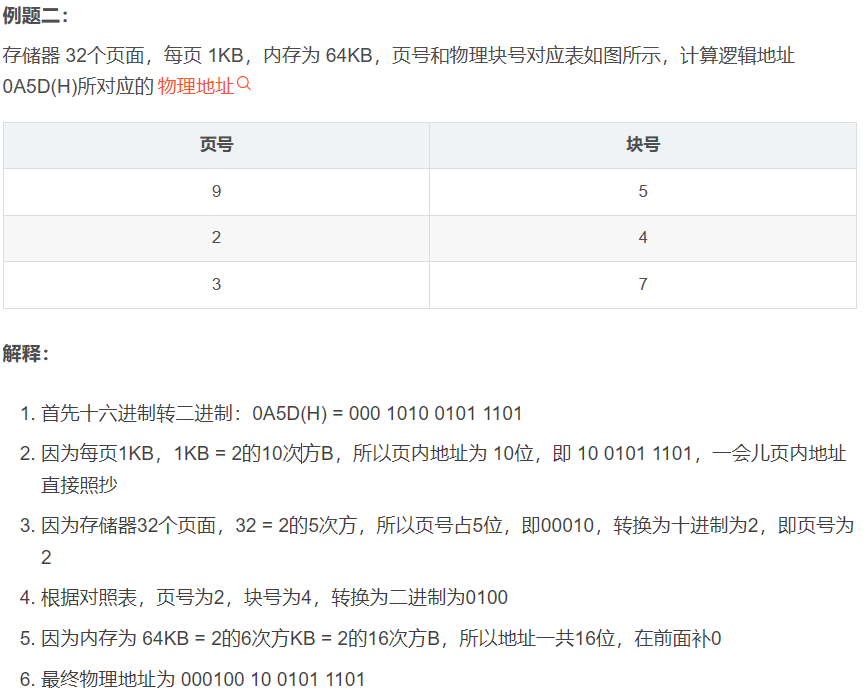 例题二：
存储器 32个页面，每页 1KB，内存为 64KB，页号和物理块号对应表如图所示，计算逻辑地址
0A5D(H)所对应的 物理地址
页号 块号
9 5
2 4
3 7
解释：
1. 首先十六进制转二进制：0A5D(H) = 000 1010 0101 1101
2. 因为每页1KB，1KB = 2的10次方B，所以页内地址为 10位，即 10 0101 1101，一会儿页内地址
直接照抄
3. 因为存储器32个页面，32 = 2的5次方，所以页号占5位，即00010，转换为十进制为2，即页号为
2
4. 根据对照表，页号为2，块号为4，转换为二进制为0100
5. 因为内存为 64KB = 2的6次方KB = 2的16次方B，所以地址一共16位，在前面补0
6. 最终物理地址为 000100 10 0101 1101